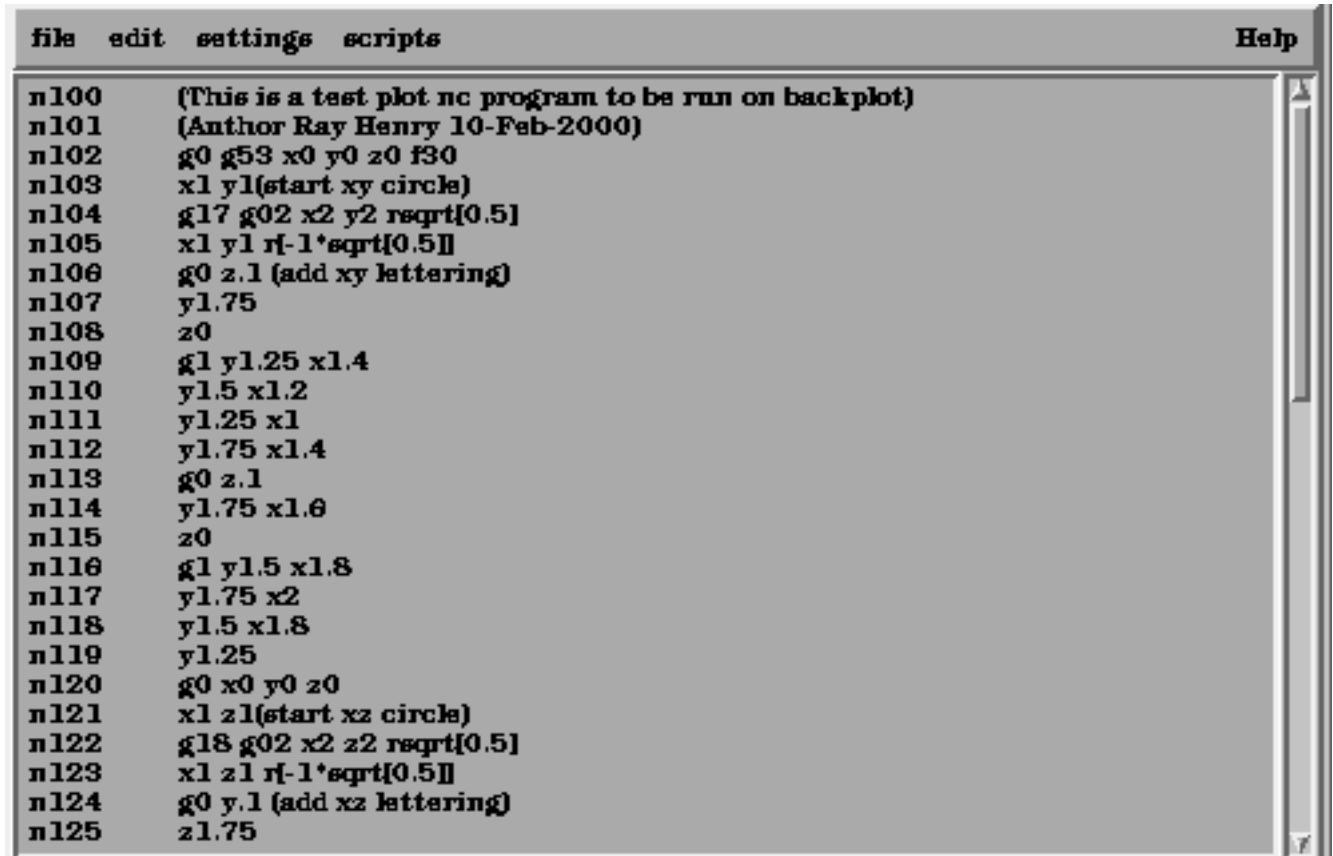 file edit settings scripts Help
n100 (This is a test plot nc program to be run on backplot)
n101 (Author Ray Henry 10-Feb-2000)
n102 g0 g53 x0 y0 z0 f30
n103 x1 y1(start xy circle)
n104 g17 g02 x2 y2 rsqrt[0.5]
n105 x1 y1 r[-1*sqrt[0.5]]
n106 g0 z.1 (add xy lettering)
n107 y1.75
n108 z0
n109 g1 y1.25 x1.4
n110 y1.5 x1.2
n111 y1.25 x1
n112 y1.75 x1.4
n113 g0 z.1
n114 y1.75 x1.6
n115 z0
n116 g1 y1.5 x1.8
n117 y1.75 x2
n118 y1.5 x1.8
n119 y1.25
n120 g0 x0 y0 z0
n121 x1 z1(start xz circle)
n122 g18 g02 x2 z2 rsqrt[0.5]
n123 x1 z1 r[-1*sqrt[0.5]]
n124 g0 y.1 (add xz lettering)
n125 z1.75